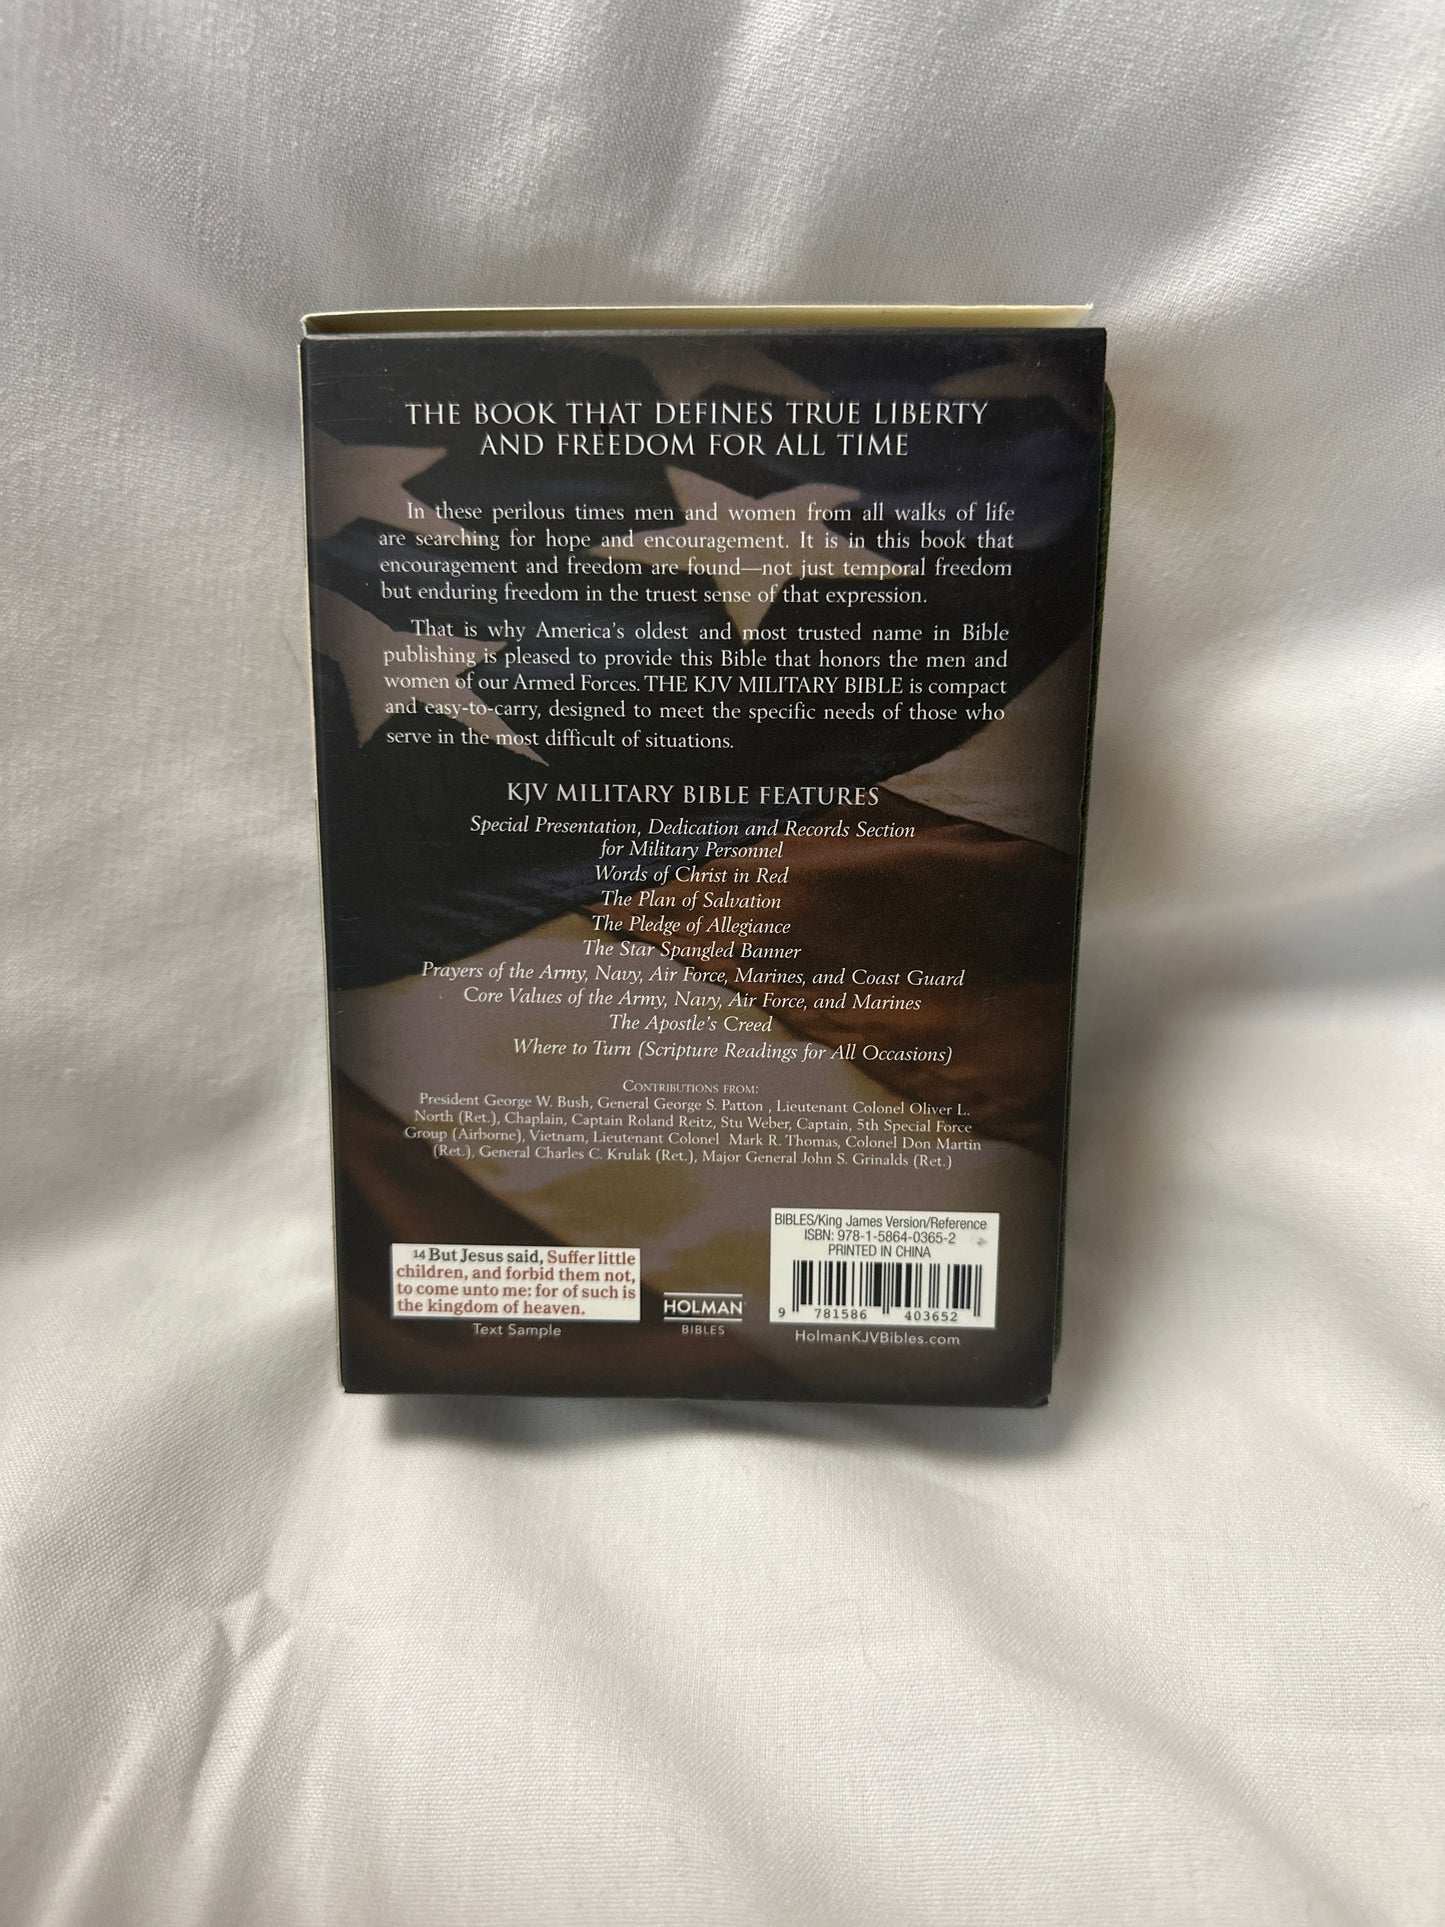 THE BOOK THAT DEFINES TRUE LIBERTY
AND FREEDOM FOR ALL TIME
In these perilous times men and women from all walks of life
are searching for hope and encouragement. It is in this book that
encouragement and freedom are found—not just temporal freedom
but enduring freedom in the truest sense of that expression.
That is why America's oldest and most trusted name in Bible
publishing is pleased to provide this Bible that honors the men and
women of our Armed Forces. THE KJV MILITARY BIBLE is compact
and easy-to-carry, designed to meet the specific needs of those who
serve in the most difficult of situations.
KJV MILITARY BIBLE FEATURES
Special Presentation, Dedication and Records Section
for Military Personnel
Words of Christ in Red
The Plan of Salvation
The Pledge of Allegiance
The Star Spangled Banner
Prayers of the Army, Navy, Air Force, Marines, and Coast Guard
Core Values of the Army, Navy, Air Force, and Marines
The Apostle's Creed
Where to Turn (Scripture Readings for All Occasions)
CONTRIBUTIONS FROM:
President George W. Bush, General George S. Patton , Lieutenant Colonel Oliver L.
North (Ret.), Chaplain, Captain Roland Reitz, Stu Weber, Captain, 5th Special Force
Group (Airborne), Vietnam, Lieutenant Colonel Mark R. Thomas, Colonel Don Martin
(Ret.), General Charles C. Krulak (Ret.), Major General John S. Grinalds (Ret.)
14 But Jesus said, Suffer little
children, and forbid them not,
to come unto me: for of such is
the kingdom of heaven.
Text Sample
HOLMAN
BIBLES
BIBLES/King James Version/Reference
ISBN: 978-1-5864-0365-2
PRINTED IN CHINA
9 781586 403652
HolmanKJVBibles.com